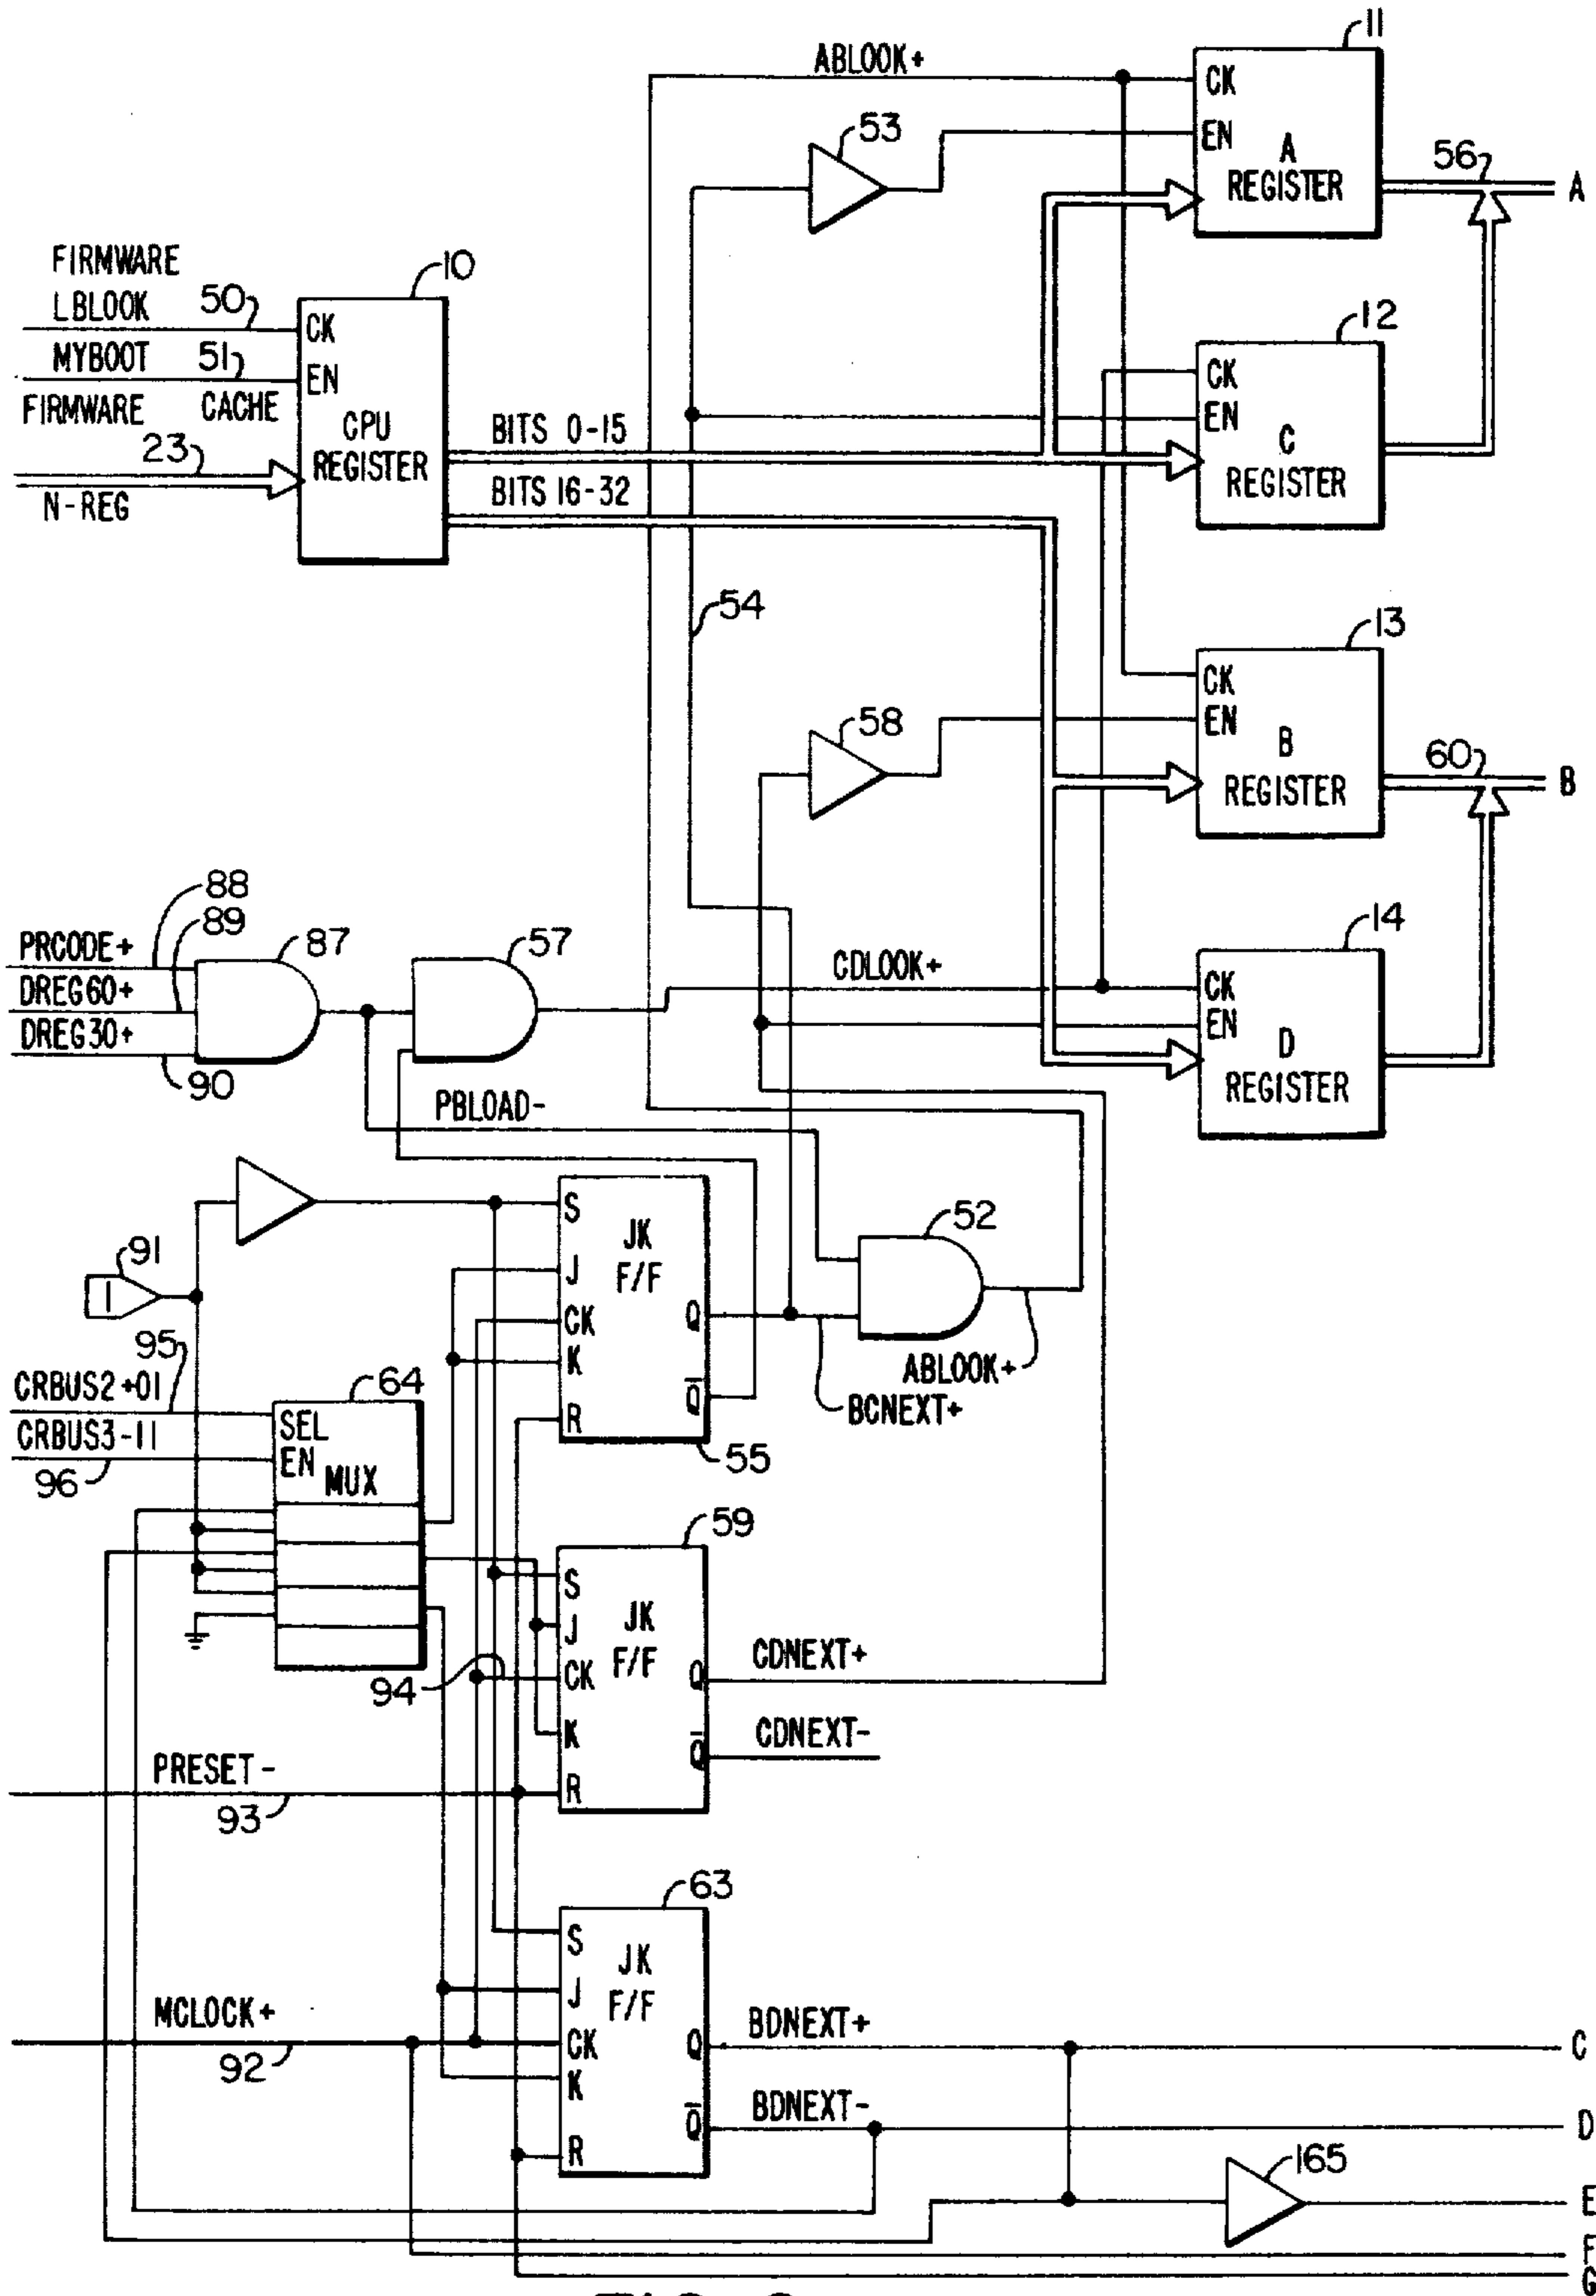 11
ABLOOK+
CK
EN
A
REGISTER
53
56
A
FIRMWARE
LBLOOK
50
10
CK
MYBOOT
51
EN
FIRMWARE
CACHE
CPU
REGISTER
23
N-REG
BITS 0-15
BITS 16-32
12
CK
EN
C
REGISTER
54
13
CK
EN
B
REGISTER
58
60
B
88
89
PRCODE+
87
57
DREG60+
DREG30+
90
CDLOOK+
14
CK
EN
D
REGISTER
PBLOAD-
S
JK
F/F
J
CK
K
R
Q
Q̅
52
91
1
95
ABLOOK+
BCNEXT+
CRBUS2+01
64
CRBUS3-11
SEL
EN
MUX
96
55
59
S
J
JK
F/F
CK
K
R
94
CDNEXT+
Q
CDNEXT-
Q̅
PRESET-
93
63
S
JK
F/F
J
CK
K
R
MCLOCK+
92
BDNEXT+
Q
C
BDNEXT-
Q̅
D
165
E
F
G